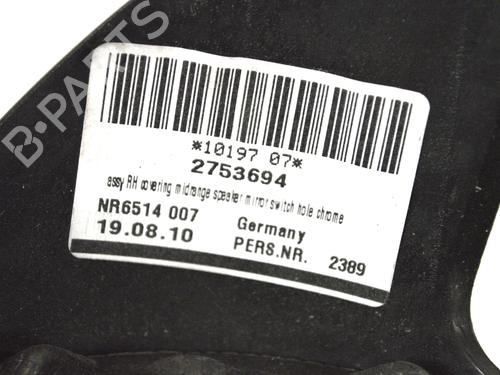 B-PARTS
*10197 07*
2753694
assy RH covering midrange speaker mirror switch hole chrome
NR6514 007 Germany
19.08.10 PERS.NR. 2389